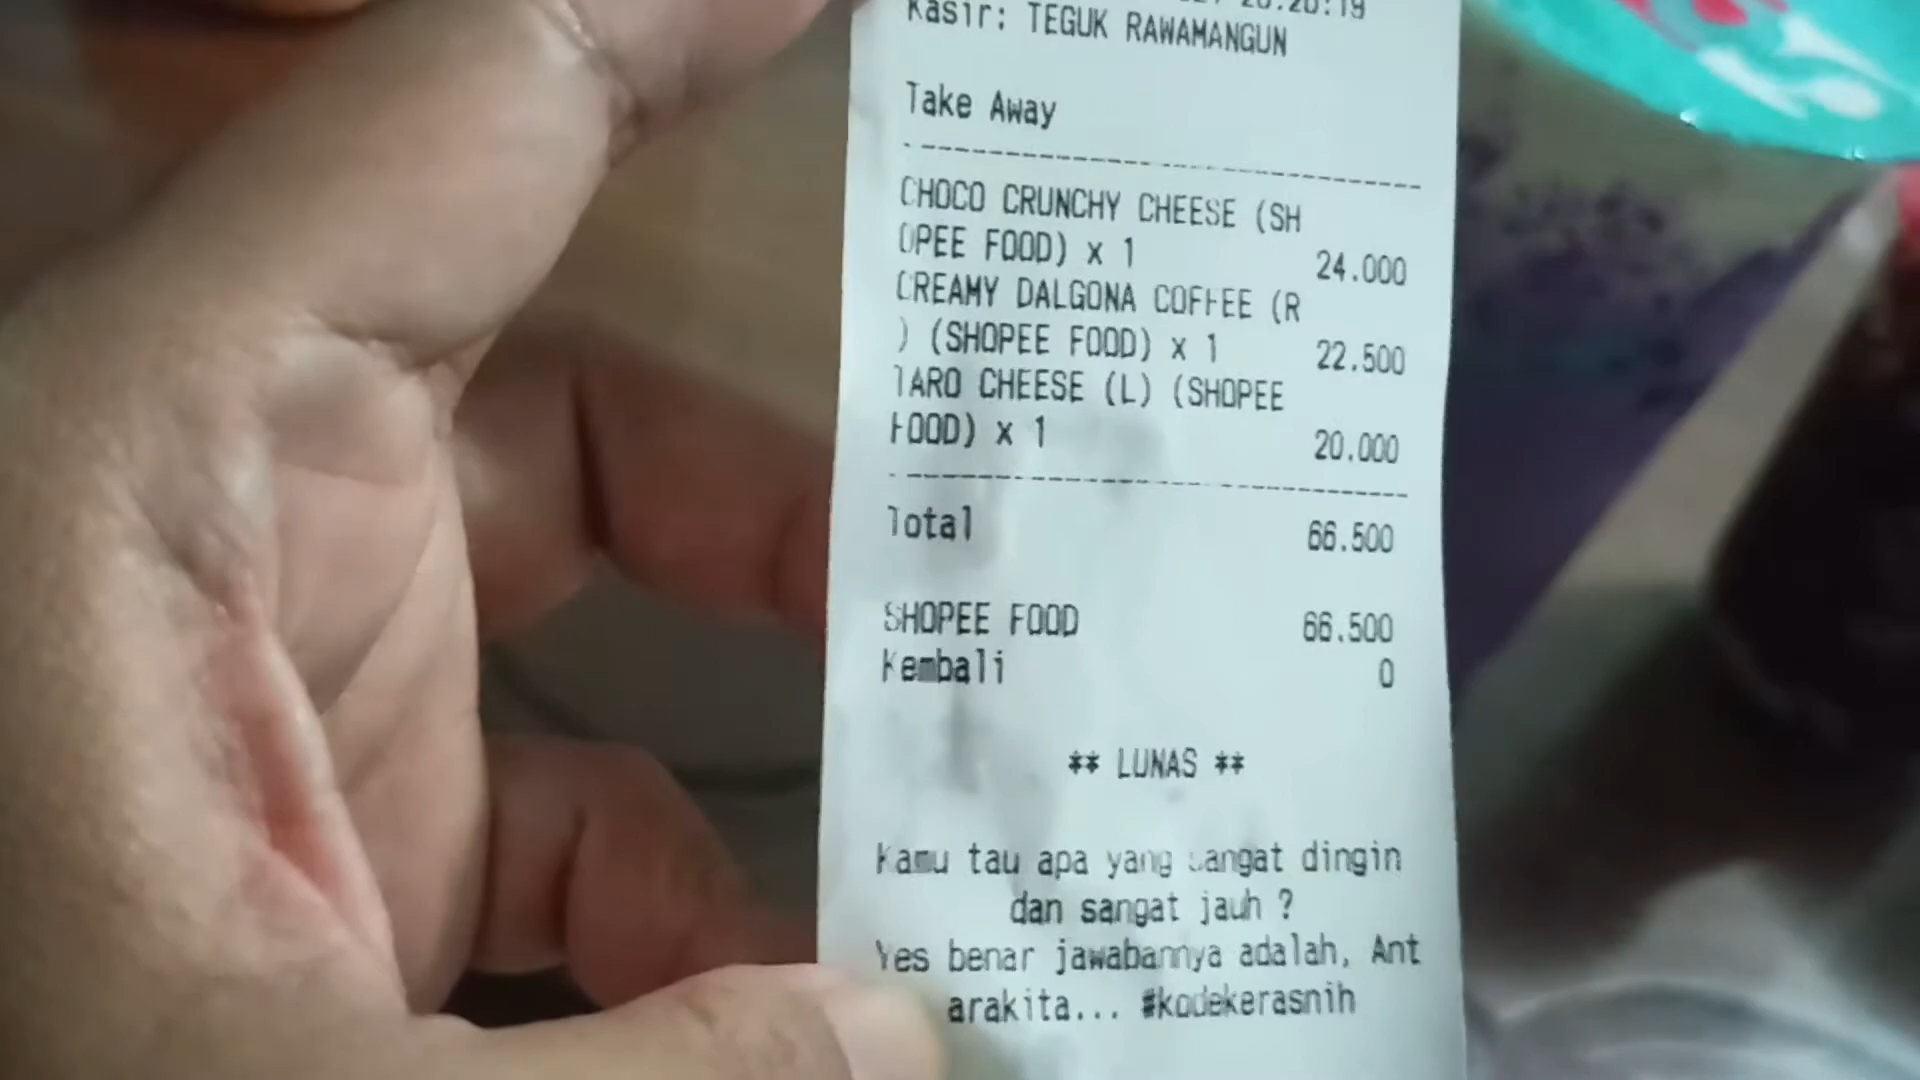 Kasir: TEGUK RAWAMANGUN
Take Away
CHOCO CRUNCHY CHEESE (SH
OPEE FOOD) x 1 24.000
CREAMY DALGONA COFFEE (R
) (SHOPEE FOOD) x 1 22.500
TARO CHEESE (L) (SHOPEE
FOOD) x 1 20.000
Total 66.500
SHOPEE FOOD 66.500
Kembali 0
** LUNAS **
Kamu tau apa yang sangat dingin
dan sangat jauh ?
Yes benar jawabannya adalah, Ant
arakita... #kodekerasnih